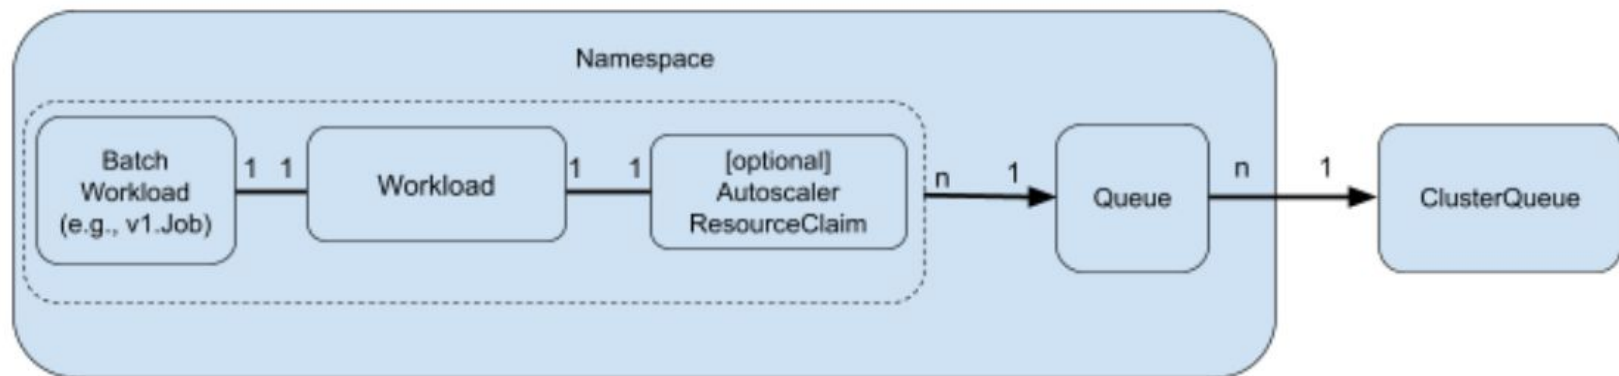 Namespace
Batch
Workload
(e.g., v1.Job)
1 1
Workload
1 1
[optional]
Autoscaler
ResourceClaim
n 1
Queue
n 1
ClusterQueue